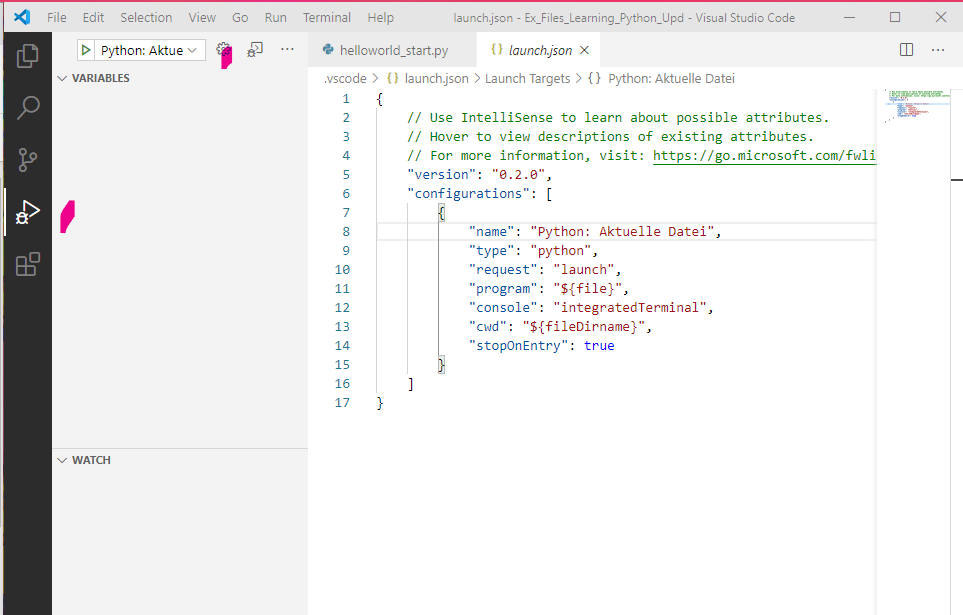 File Edit Selection View Go Run Terminal Help launch.json - Ex_Files_Learning_Python_Upd - Visual Studio Code
Python: Aktue
helloworld_start.py
launch.json
VARIABLES
.vscode > {} launch.json > Launch Targets > {} Python: Aktuelle Datei
1 {
2 // Use IntelliSense to learn about possible attributes.
3 // Hover to view descriptions of existing attributes.
4 // For more information, visit: https://go.microsoft.com/fwli
5 "version": "0.2.0",
6 "configurations": [
7 {
8 "name": "Python: Aktuelle Datei",
9 "type": "python",
10 "request": "launch",
11 "program": "${file}",
12 "console": "integratedTerminal",
13 "cwd": "${fileDirname}",
14 "stopOnEntry": true
15 }
16 ]
17 }
WATCH